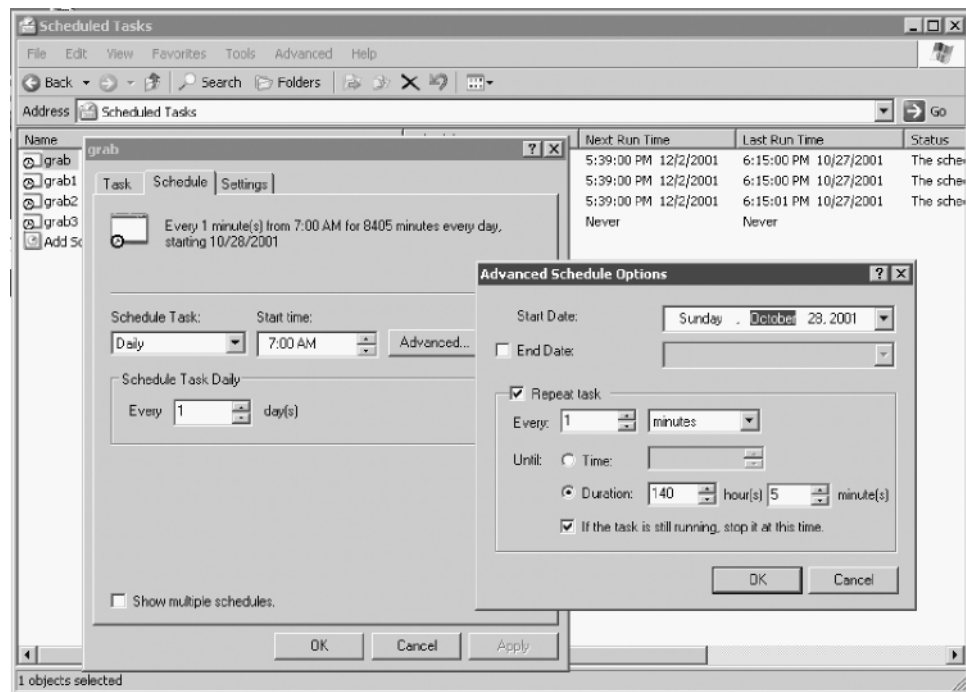 Scheduled Tasks
File Edit View Favorites Tools Advanced Help
Back Search Folders
Address Scheduled Tasks Go
Name Next Run Time Last Run Time Status
grab 5:39:00 PM 12/2/2001 6:15:00 PM 10/27/2001 The sche
grab1 5:39:00 PM 12/2/2001 6:15:00 PM 10/27/2001 The sche
grab2 5:39:00 PM 12/2/2001 6:15:01 PM 10/27/2001 The sche
grab3 Never Never
Add Sc
grab
Task Schedule Settings
Every 1 minute(s) from 7:00 AM for 8405 minutes every day,
starting 10/28/2001
Schedule Task: Start time:
Daily 7:00 AM Advanced...
Schedule Task Daily
Every 1 day(s)
Show multiple schedules.
OK Cancel Apply
Advanced Schedule Options
Start Date: Sunday , October 28, 2001
End Date:
Repeat task
Every: 1 minutes
Until: Time:
Duration: 140 hour(s) 5 minute(s)
If the task is still running, stop it at this time.
OK Cancel
1 objects selected